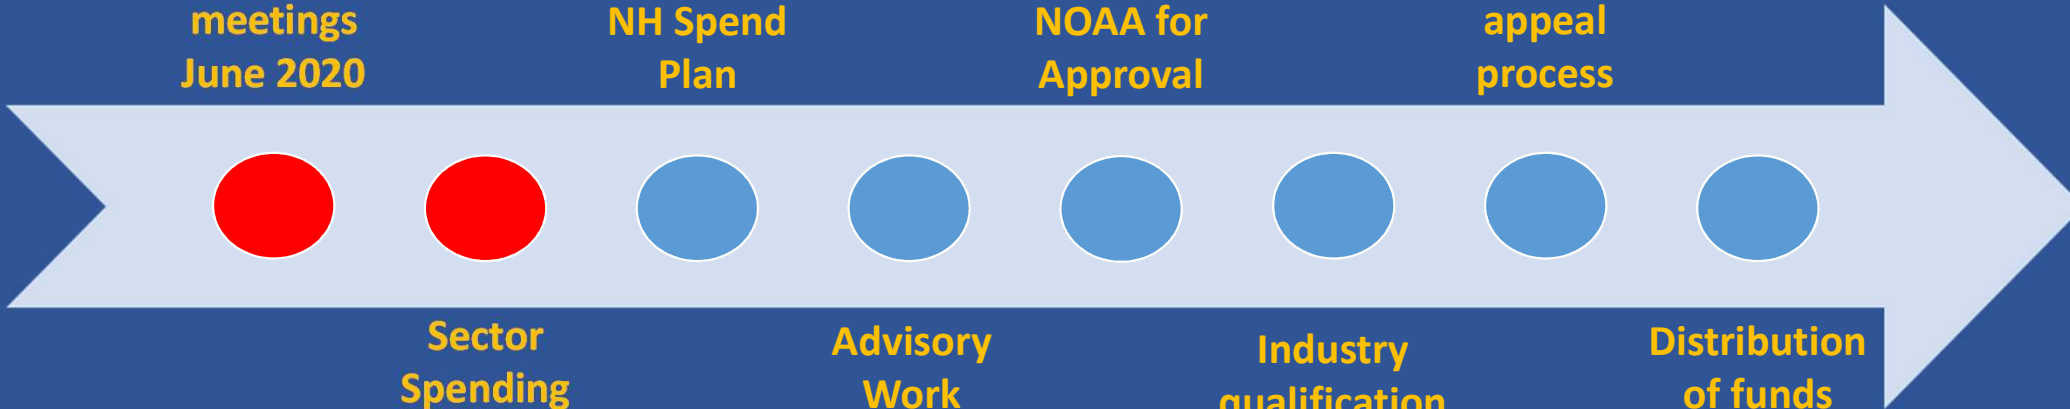 meetings
June 2020
NH Spend
Plan
NOAA for
Approval
appeal
process
Sector
Spending
Advisory
Work
Industry
qualification
Distribution
of funds